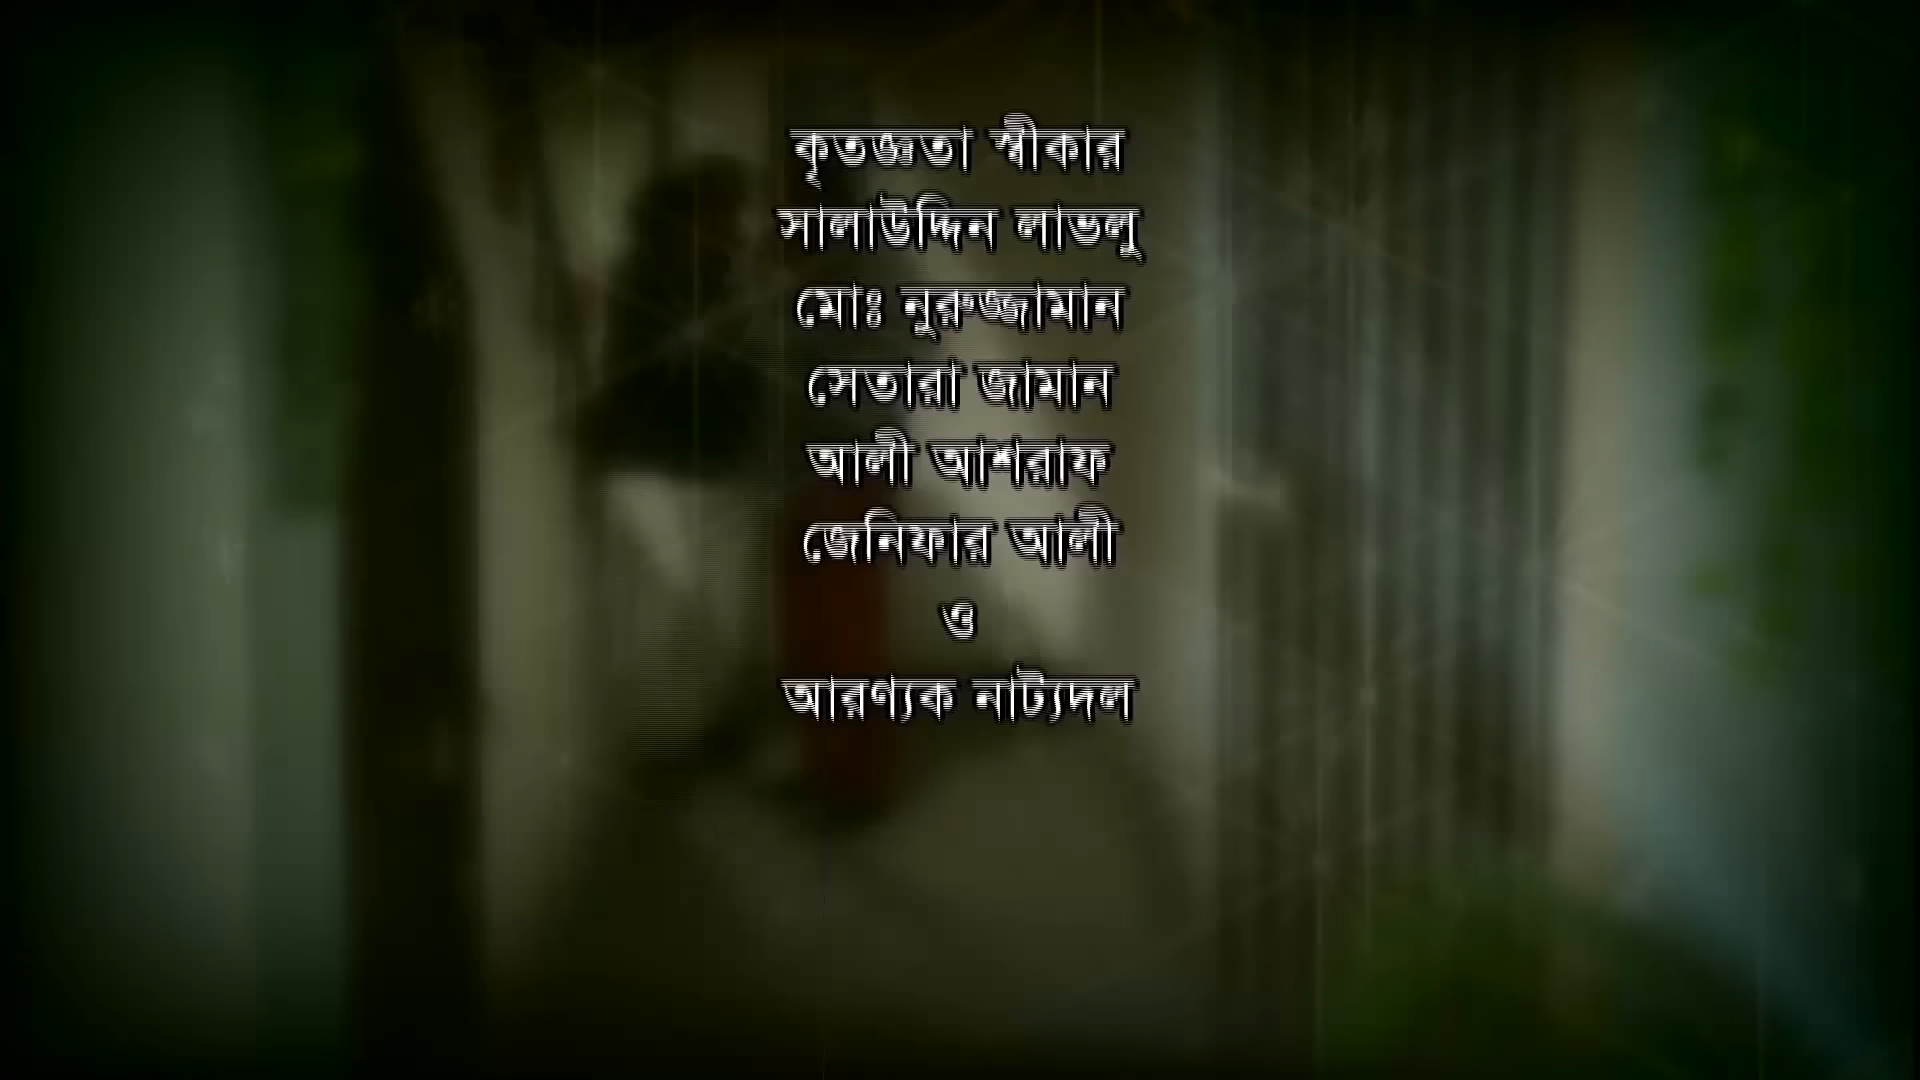 কৃতজ্ঞতা স্বীকার
সালাউদ্দিন লাভলু
মোঃ নুরুজ্জামান
সেতারা জামান
আলী আশরাফ
জেনিফার আলী
ও
আরণ্যক নাট্যদল